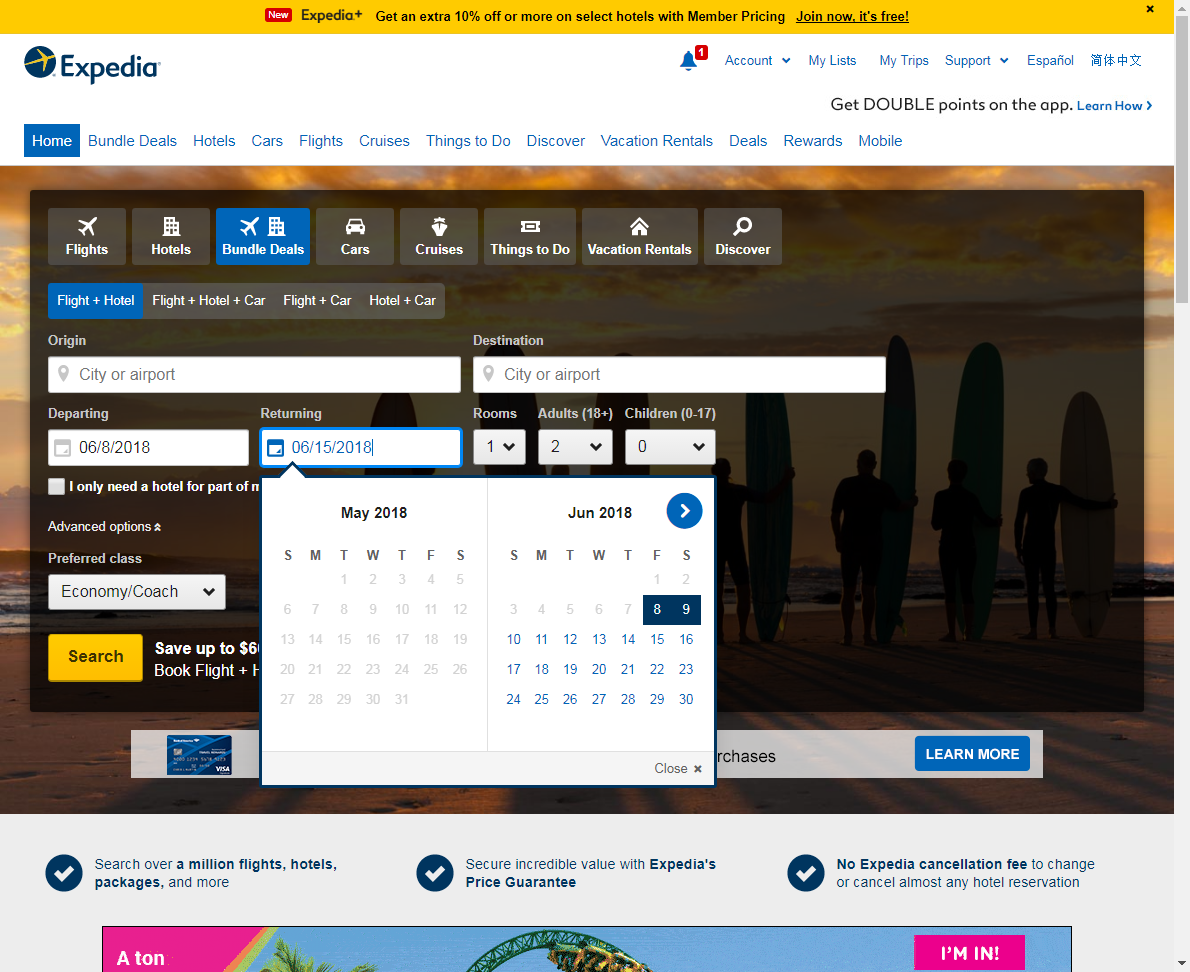 New Expedia+ Get an extra 10% off or more on select hotels with Member Pricing Join now, it's free! ×
Expedia 1 Account My Lists My Trips Support Español 简体中文
Get DOUBLE points on the app. Learn How
Home Bundle Deals Hotels Cars Flights Cruises Things to Do Discover Vacation Rentals Deals Rewards Mobile
Flights Hotels Bundle Deals Cars Cruises Things to Do Vacation Rentals Discover
Flight + Hotel Flight + Hotel + Car Flight + Car Hotel + Car
Origin Destination
City or airport City or airport
Departing Returning Rooms Adults (18+) Children (0-17)
06/8/2018 06/15/2018 1 2 0
I only need a hotel for part of m
Advanced options
Preferred class
Economy/Coach
Search
Save up to $6
Book Flight + H
May 2018
S M T W T F S
1 2 3 4 5
6 7 8 9 10 11 12
13 14 15 16 17 18 19
20 21 22 23 24 25 26
27 28 29 30 31
Jun 2018
S M T W T F S
1 2
3 4 5 6 7 8 9
10 11 12 13 14 15 16
17 18 19 20 21 22 23
24 25 26 27 28 29 30
Close ×
VISA rchases LEARN MORE
Search over a million flights, hotels,
packages, and more
Secure incredible value with Expedia's
Price Guarantee
No Expedia cancellation fee to change
or cancel almost any hotel reservation
A ton I'M IN!